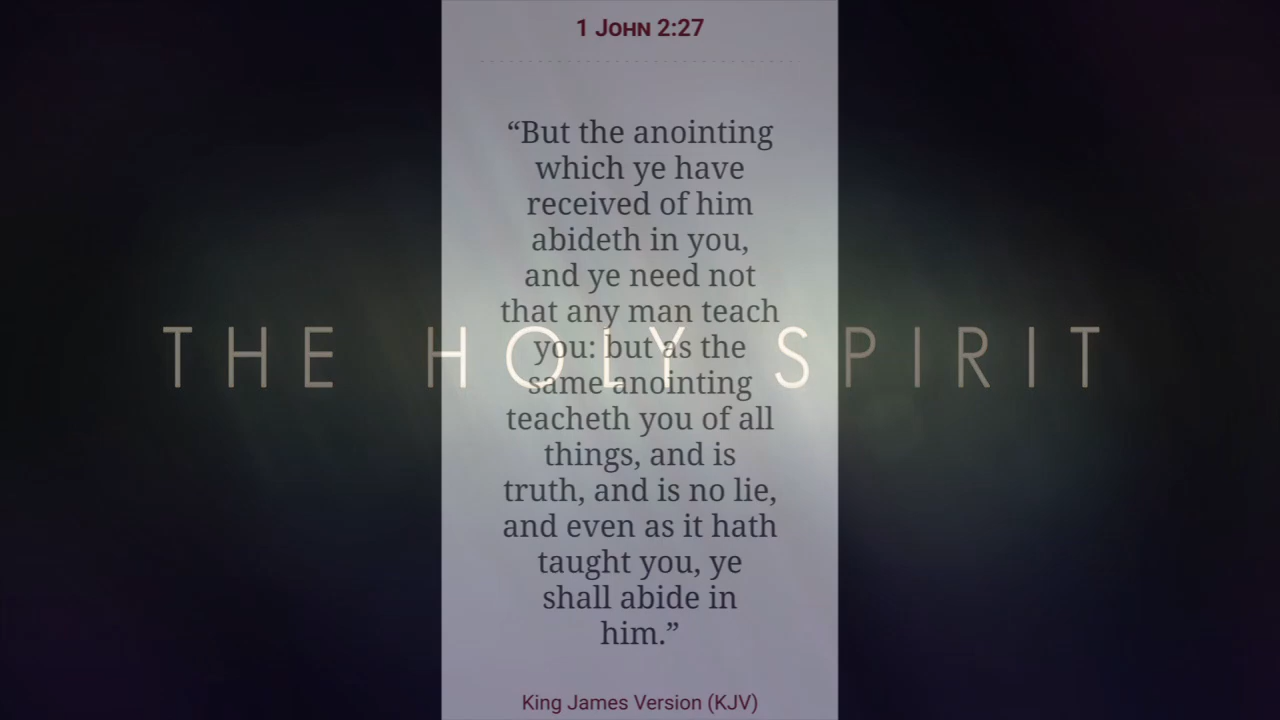 1 John 2:27
“But the anointing
which ye have
received of him
abideth in you,
and ye need not
that any man teach
you: but as the
same anointing
teacheth you of all
things, and is
truth, and is no lie,
and even as it hath
taught you, ye
shall abide in
him.”
King James Version (KJV)
THE HOLY SPIRIT